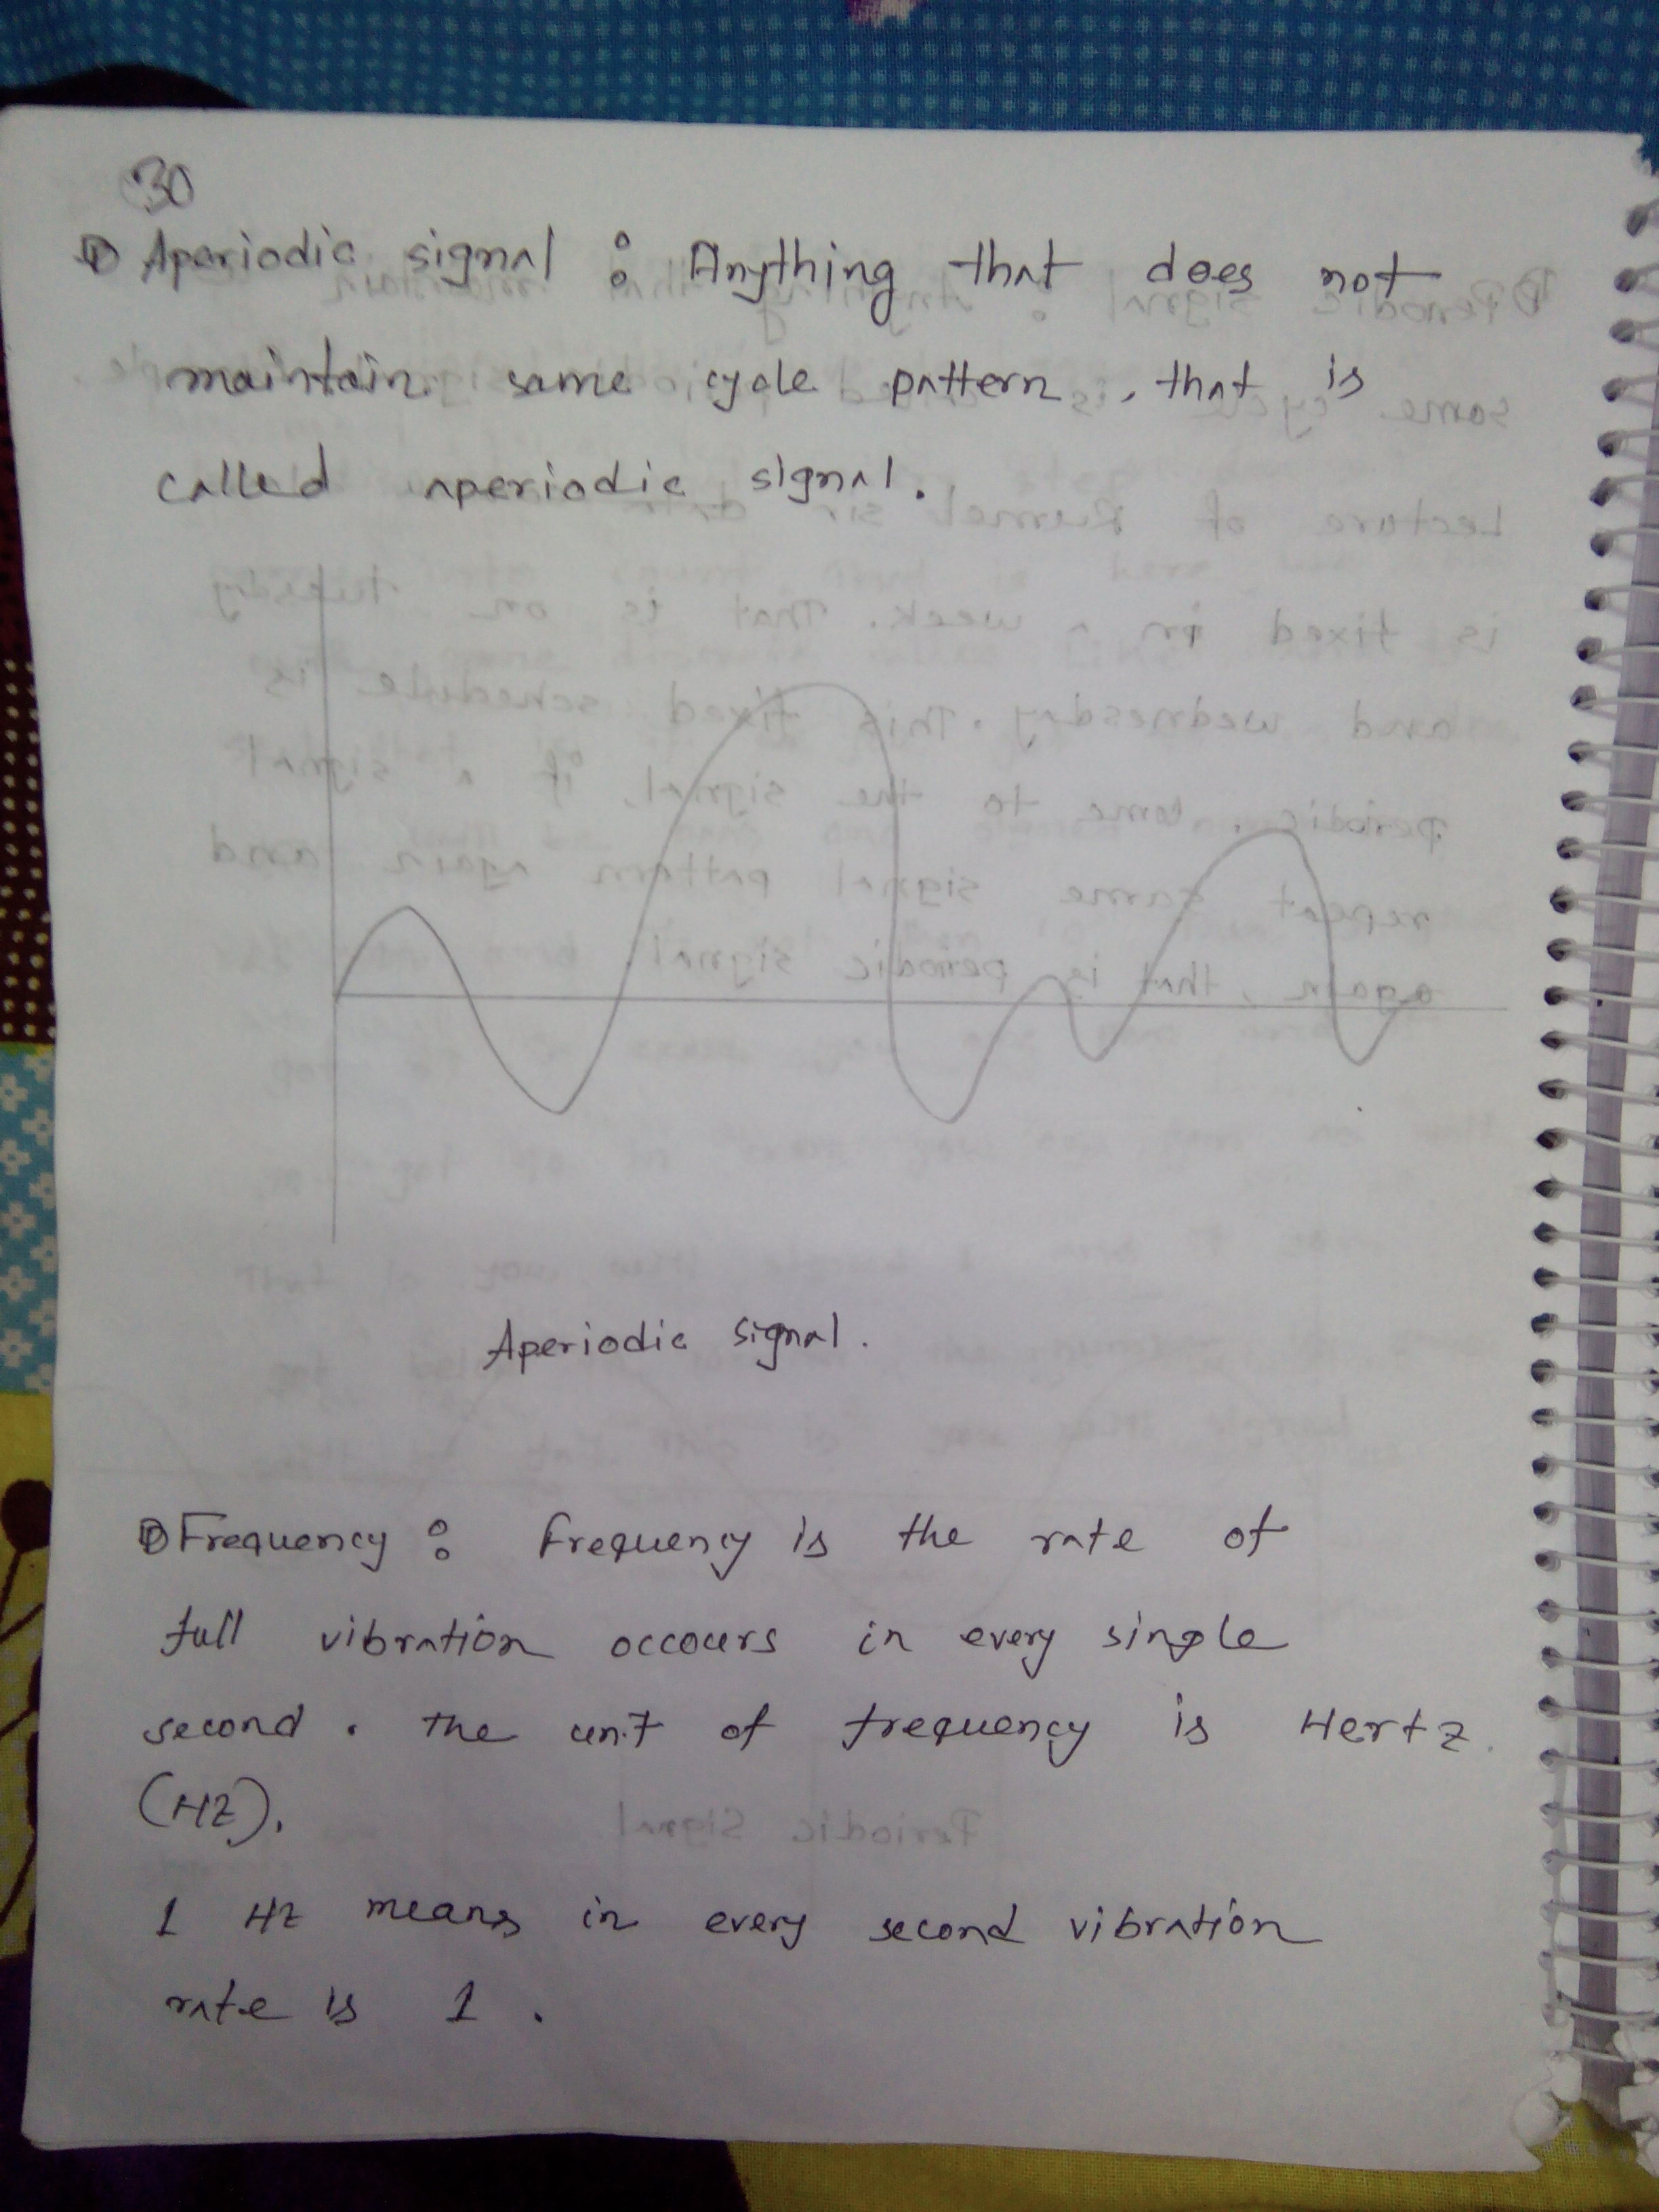 30
Aperiodic signal : Anything that does not
maintain same cycle pattern, that is
called aperiodic signal.
Aperiodic signal.
Frequency : Frequency is the rate of
full vibration occours in every single
second. The unit of frequency is Hertz.
(HZ).
1 Hz means in every second vibration
rate is 1.